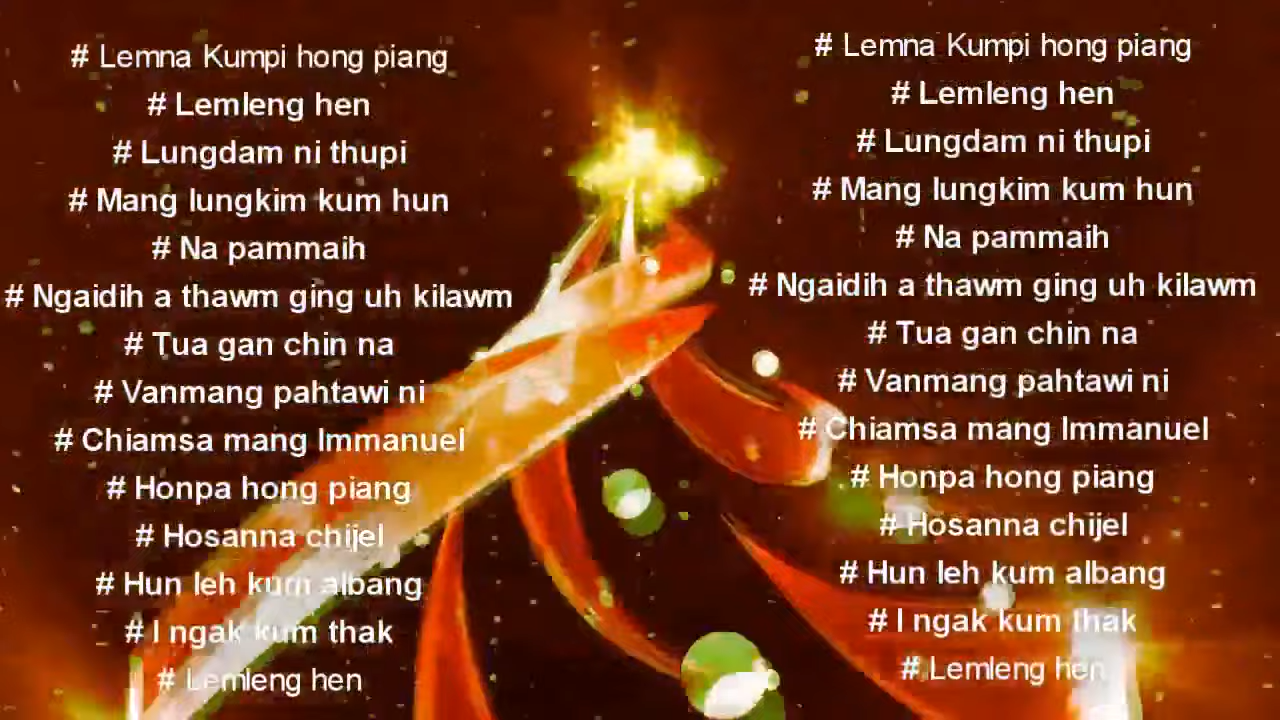 # Lemna Kumpi hong piang
# Lemleng hen
# Lungdam ni thupi
# Mang lungkim kum hun
# Na pammaih
# Ngaidih a thawm ging uh kilawm
# Tua gan chin na
# Vanmang pahtawi ni
# Chiamsa mang Immanuel
# Honpa hong piang
# Hosanna chijel
# Hun leh kum albang
# I ngak kum thak
# Lemleng hen
# Lemna Kumpi hong piang
# Lemleng hen
# Lungdam ni thupi
# Mang lungkim kum hun
# Na pammaih
# Ngaidih a thawm ging uh kilawm
# Tua gan chin na
# Vanmang pahtawi ni
# Chiamsa mang Immanuel
# Honpa hong piang
# Hosanna chijel
# Hun leh kum albang
# I ngak kum thak
# Lemleng hen